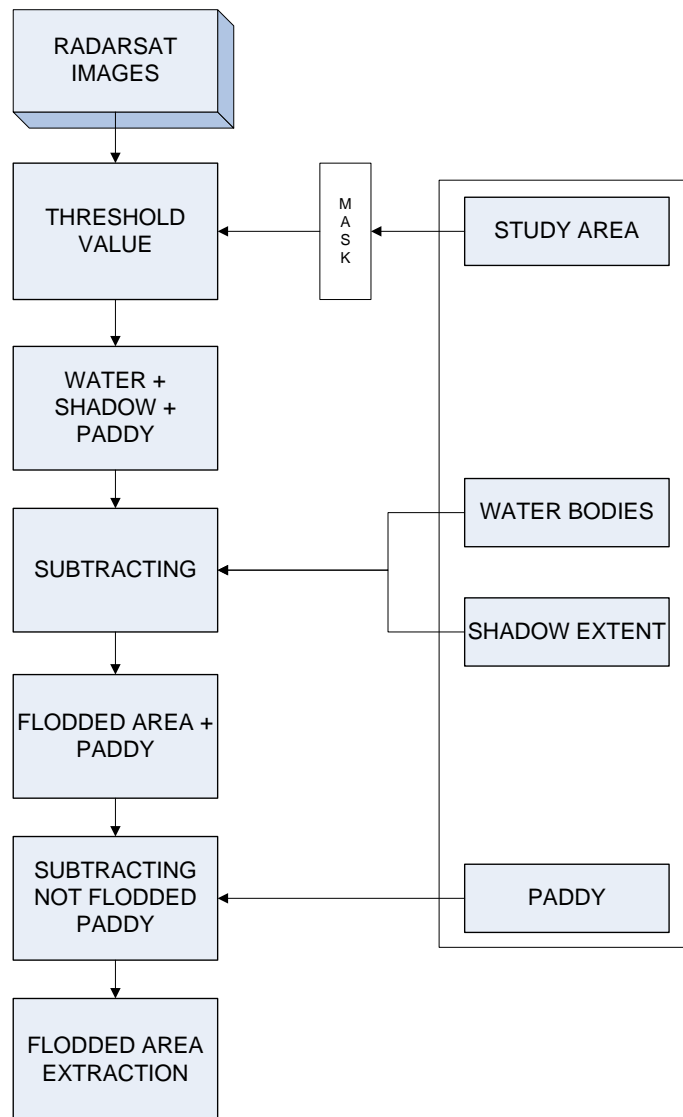 RADARSAT
IMAGES
THRESHOLD
VALUE
M
A
S
K
STUDY AREA
WATER +
SHADOW +
PADDY
WATER BODIES
SUBTRACTING
SHADOW EXTENT
FLODDED AREA +
PADDY
SUBTRACTING
NOT FLODDED
PADDY
PADDY
FLODDED AREA
EXTRACTION